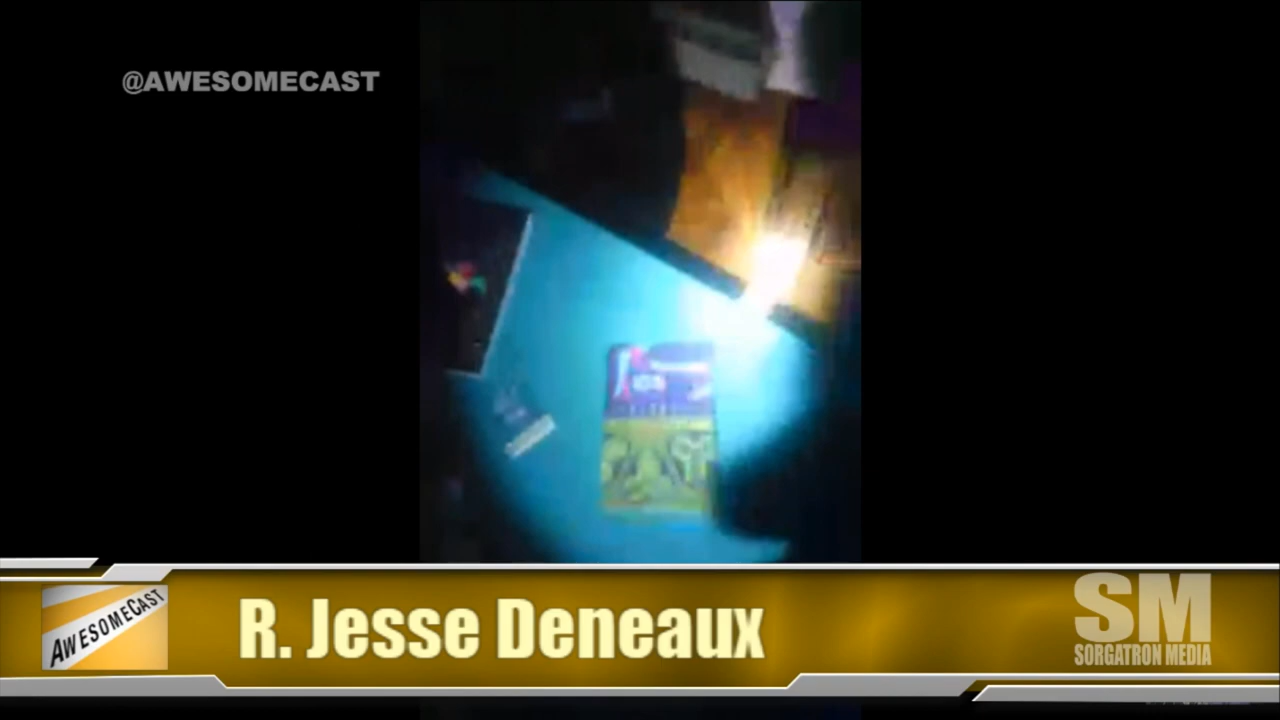 @AWESOMECAST
AWESOMECAST
R. Jesse Deneaux
SM
SORGATRON MEDIA